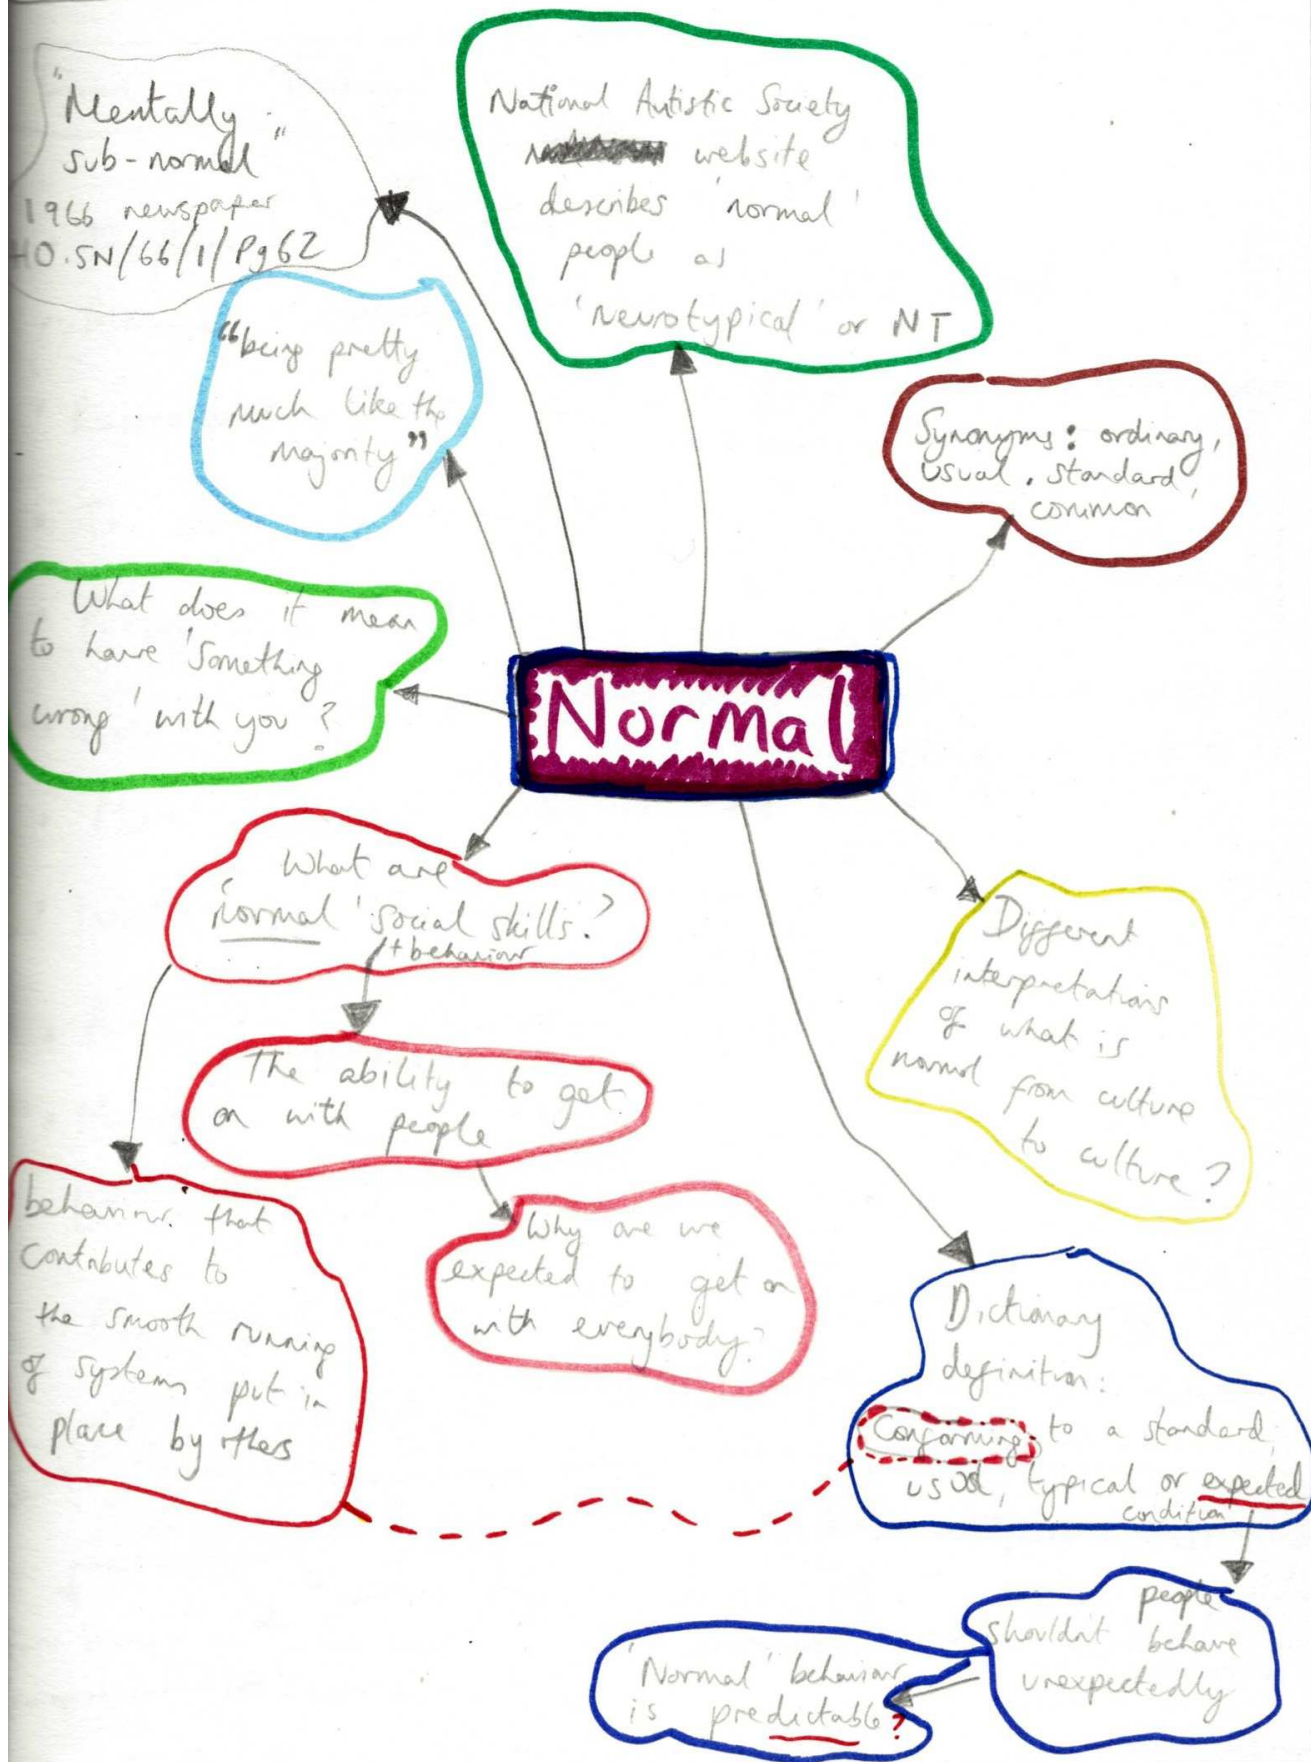 "Mentally
sub-normal"
1966 newspaper
HO.SN/66/1/Pg62
National Autistic Society
website
describes 'normal'
people as
'neurotypical' or NT
"being pretty
much like the
majority"
Synonyms: ordinary,
usual, standard,
common
What does it mean
to have 'something
wrong' with you?
Normal
What are
'normal' social skills?
+ behaviour
The ability to get
on with people
Different
interpretations
of what is
normal from culture
to culture?
behaviour that
contributes to
the smooth running
of systems put in
place by others
Why are we
expected to get on
with everybody?
Dictionary
definition:
Conforming to a standard,
usual, typical or expected
condition
people
shouldn't behave
unexpectedly
'Normal' behaviour
is predictable?